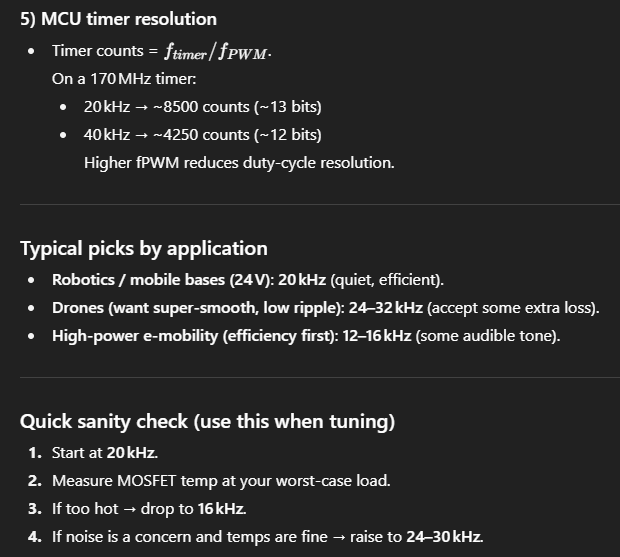 5) MCU timer resolution
• Timer counts = f_timer/f_PWM.
On a 170 MHz timer:
• 20 kHz → ~8500 counts (~13 bits)
• 40 kHz → ~4250 counts (~12 bits)
Higher fPWM reduces duty-cycle resolution.
Typical picks by application
• Robotics / mobile bases (24 V): 20 kHz (quiet, efficient).
• Drones (want super-smooth, low ripple): 24–32 kHz (accept some extra loss).
• High-power e-mobility (efficiency first): 12–16 kHz (some audible tone).
Quick sanity check (use this when tuning)
1. Start at 20 kHz.
2. Measure MOSFET temp at your worst-case load.
3. If too hot → drop to 16 kHz.
4. If noise is a concern and temps are fine → raise to 24–30 kHz.